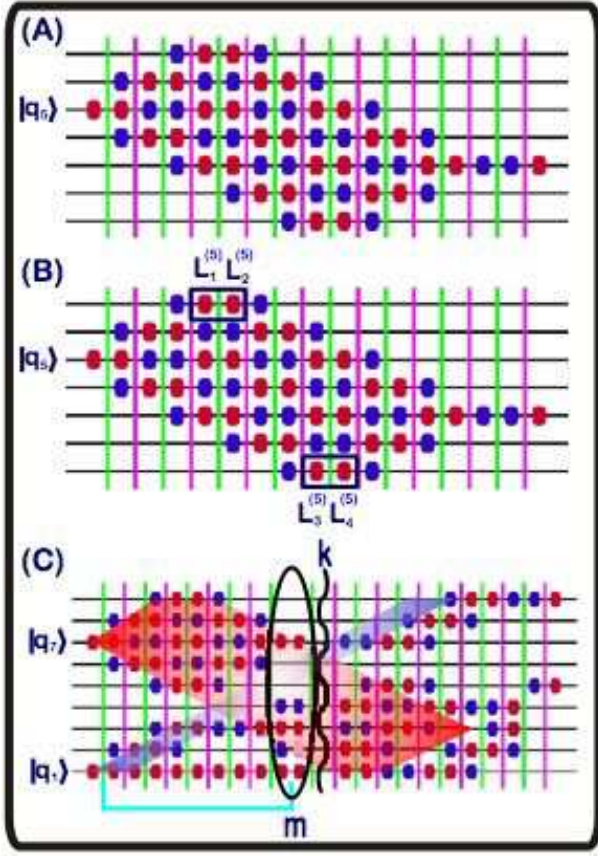 (A)
|q₅⟩
(B)
L₁⁽⁵⁾ L₂⁽⁵⁾
|q₅⟩
L₃⁽⁵⁾ L₄⁽⁵⁾
(C)
k
|q₇⟩
|q₁⟩
m